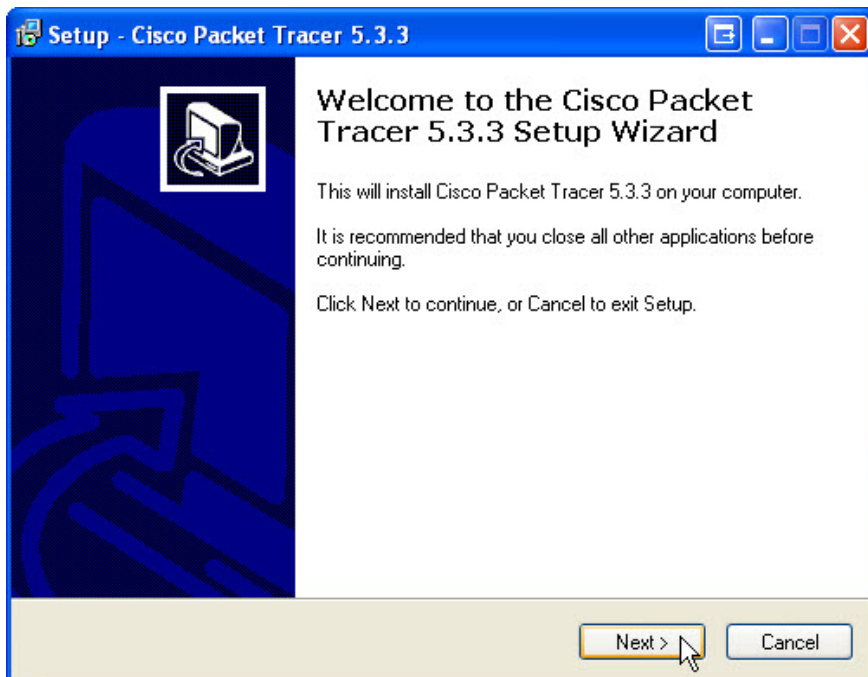 Setup - Cisco Packet Tracer 5.3.3
Welcome to the Cisco Packet
Tracer 5.3.3 Setup Wizard
This will install Cisco Packet Tracer 5.3.3 on your computer.
It is recommended that you close all other applications before
continuing.
Click Next to continue, or Cancel to exit Setup.
Next >
Cancel